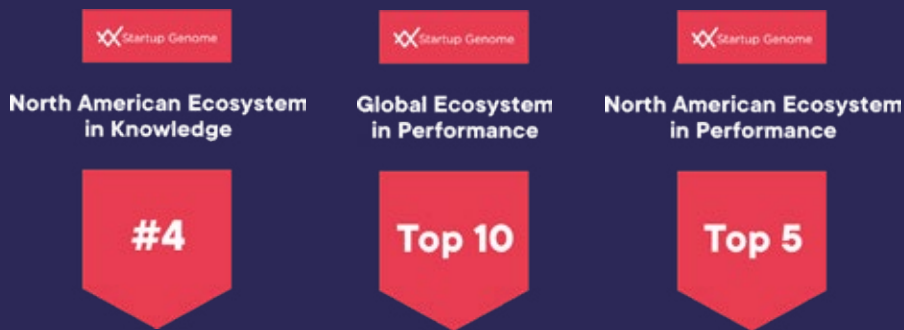 Startup Genome
North American Ecosystem
in Knowledge
#4
Startup Genome
Global Ecosystem
in Performance
Top 10
Startup Genome
North American Ecosystem
in Performance
Top 5